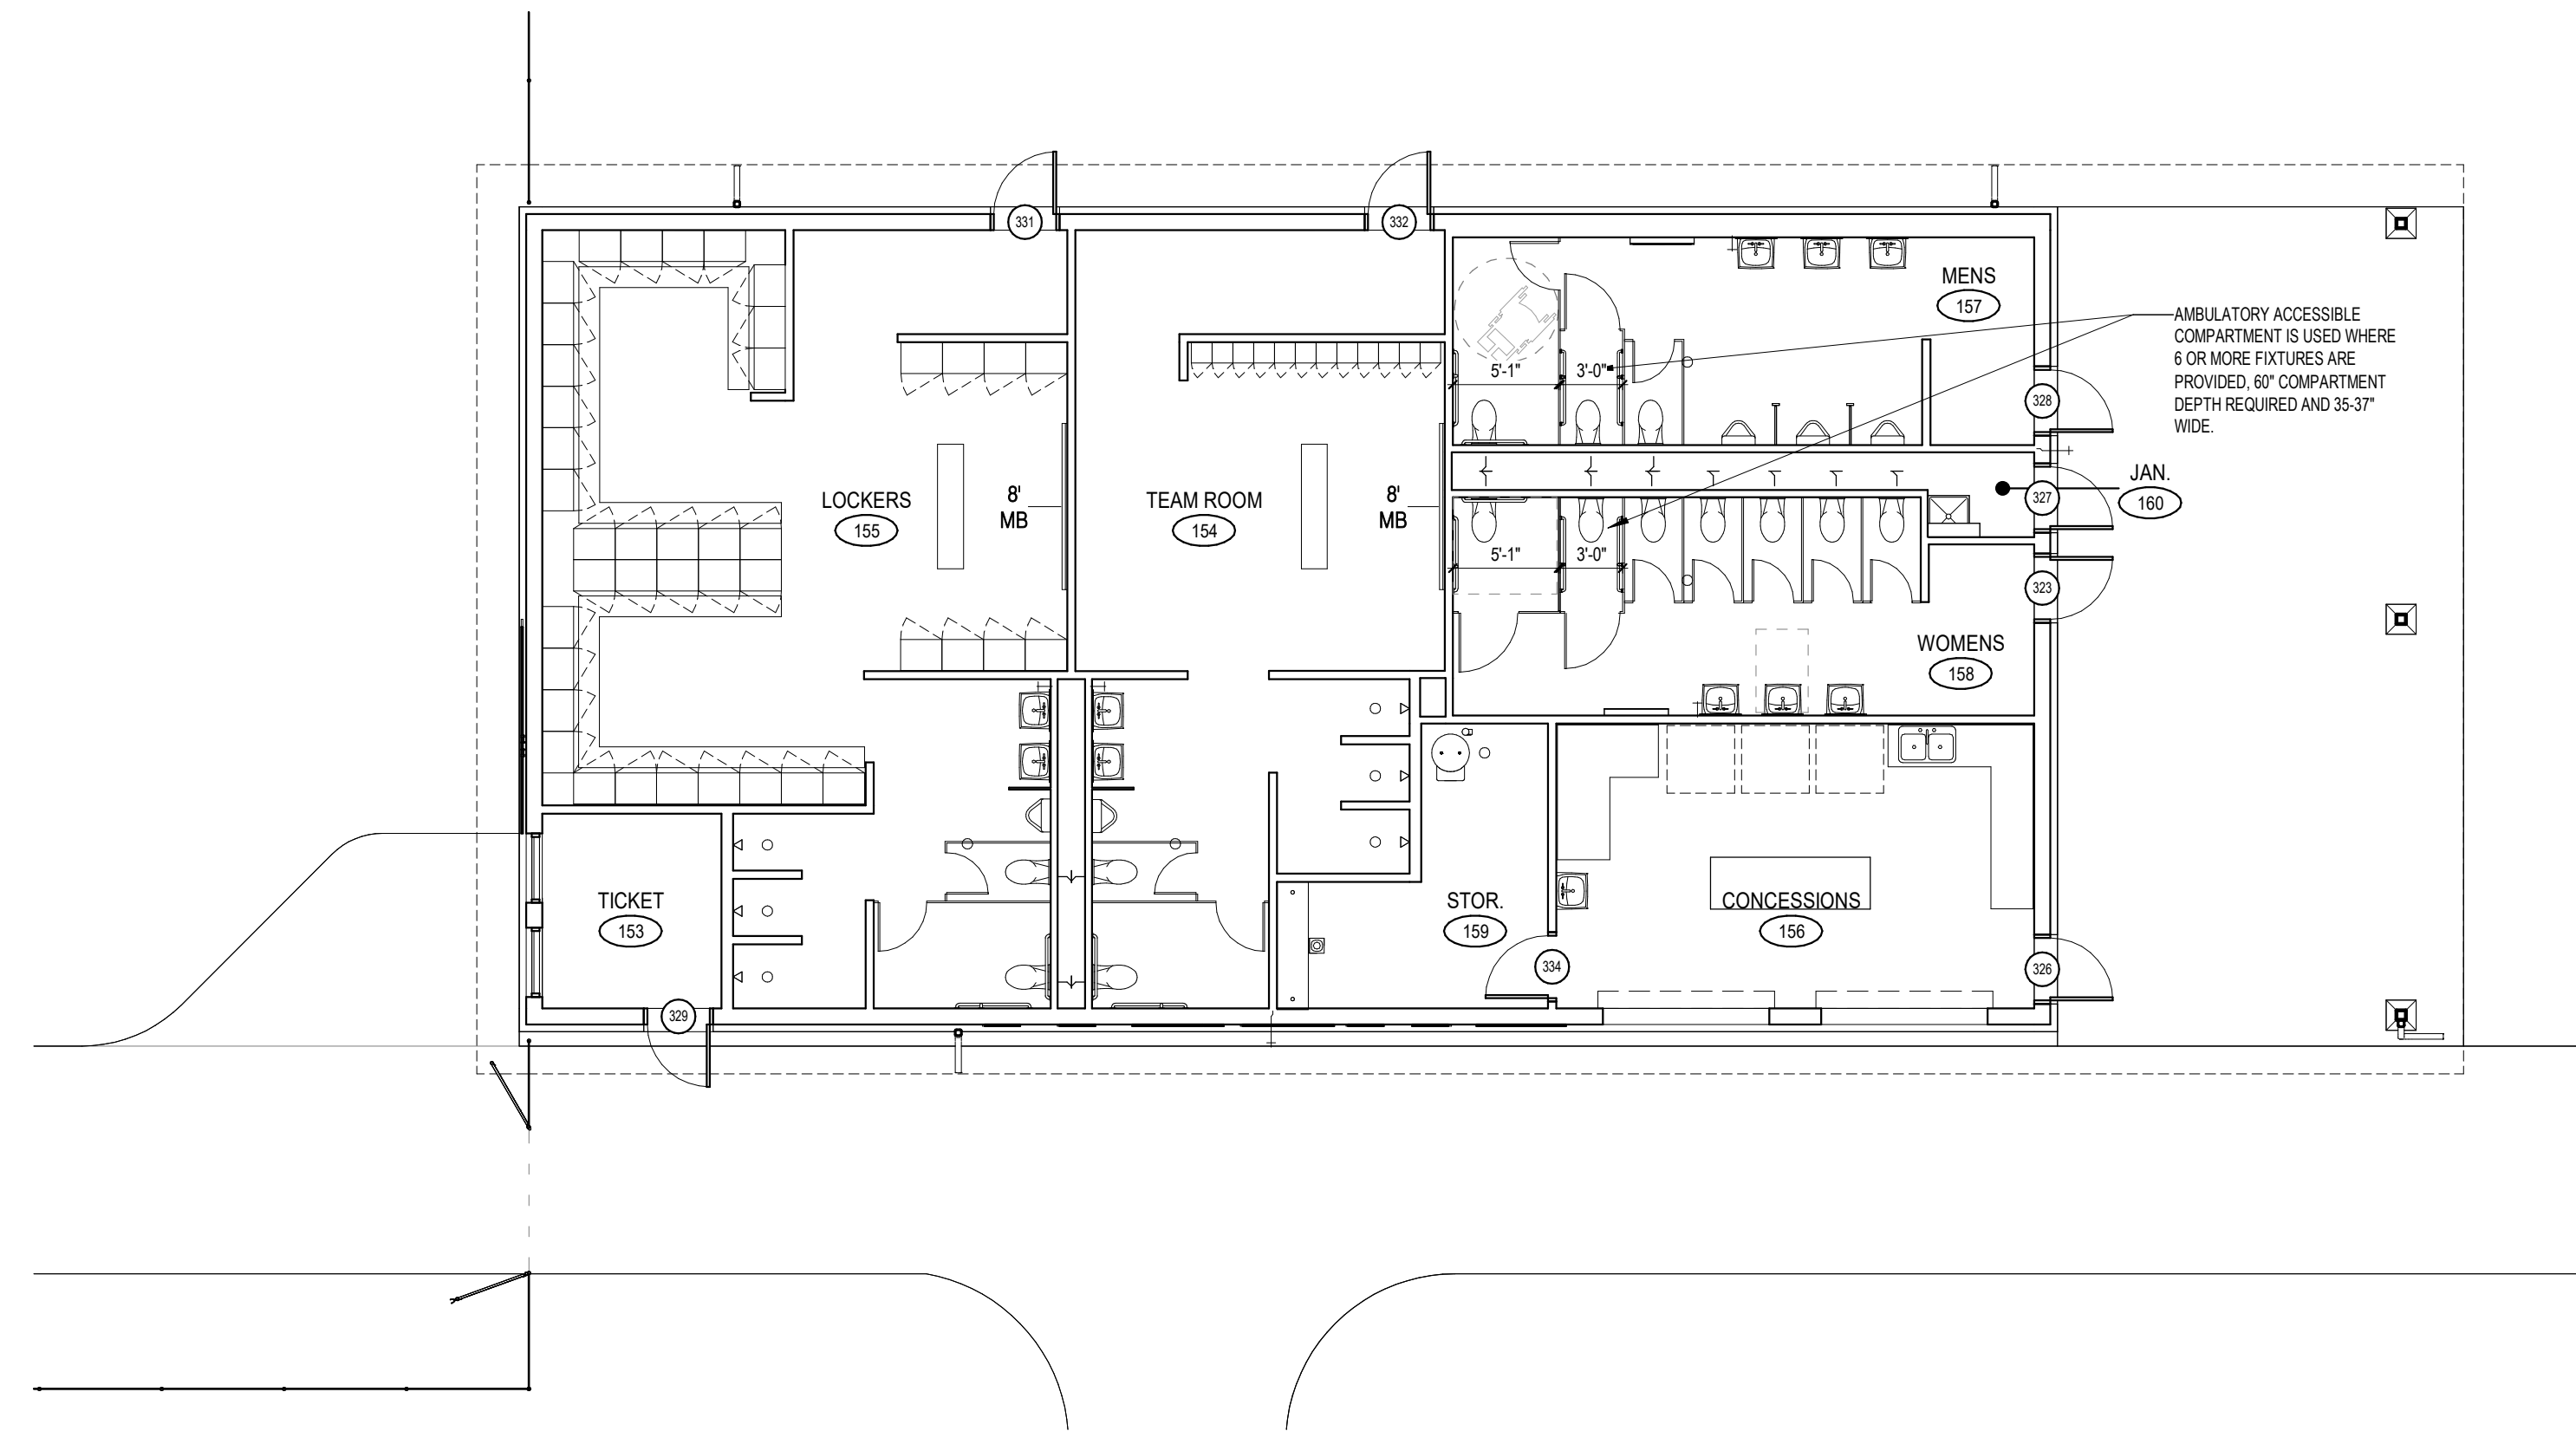 331
332
MENS
157
AMBULATORY ACCESSIBLE
COMPARTMENT IS USED WHERE
6 OR MORE FIXTURES ARE
PROVIDED, 60" COMPARTMENT
DEPTH REQUIRED AND 35-37"
WIDE.
5'-1"
3'-0"
328
LOCKERS
155
8'
MB
TEAM ROOM
154
8'
MB
327
JAN.
160
5'-1"
3'-0"
323
WOMENS
158
TICKET
153
STOR.
159
CONCESSIONS
156
334
326
329